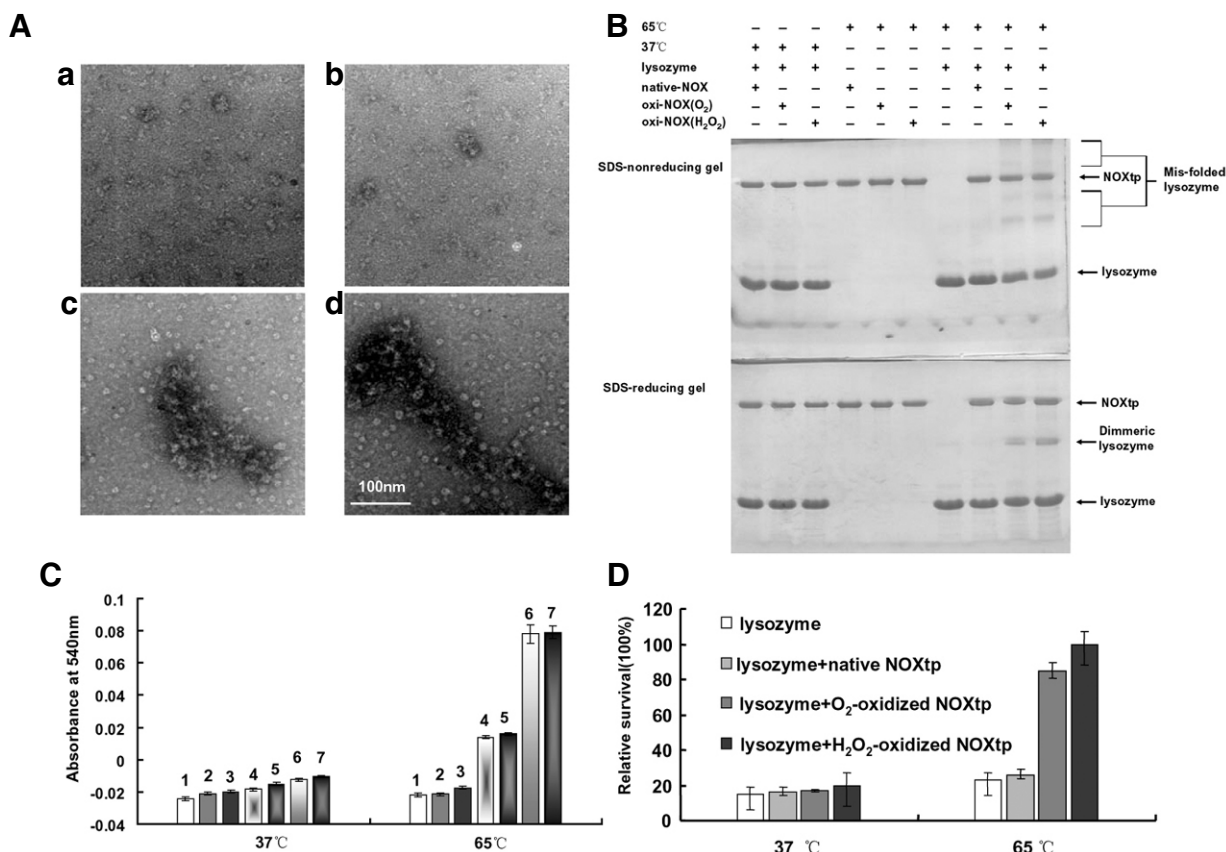 A
a
b
c
d
100nm
B
65℃ – – – + + + + + + +
37℃ + + + – – – – – – –
lysozyme + + + – – – + + + +
native-NOX + – – + – – – + – –
oxi-NOX(O₂) – + – – + – – – + –
oxi-NOX(H₂O₂) – – + – – + – – – +
SDS-nonreducing gel
NOXtp
Mis-folded
lysozyme
lysozyme
SDS-reducing gel
NOXtp
Dimmeric
lysozyme
lysozyme
C
Absorbance at 540nm
0.1
0.08
0.06
0.04
0.02
0
-0.02
-0.04
1 2 3 4 5 6 7
1 2 3 4 5 6 7
37℃ 65℃
D
Relative survival(100%)
120
100
80
60
40
20
0
lysozyme
lysozyme+native NOXtp
lysozyme+O₂-oxidized NOXtp
lysozyme+H₂O₂-oxidized NOXtp
37 ℃ 65 ℃